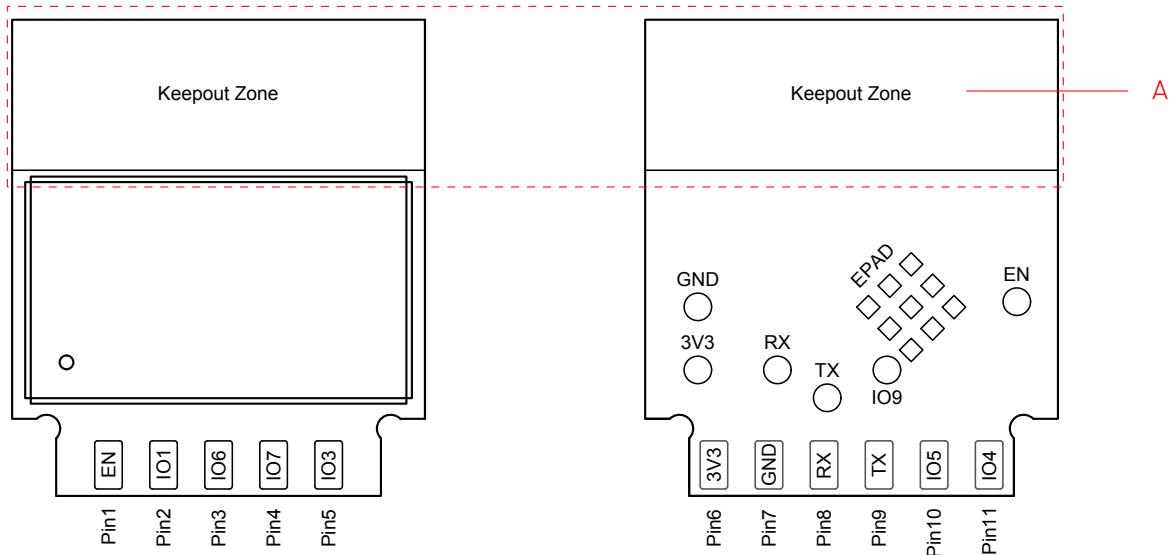 Keepout Zone
Keepout Zone
A
EPAD
GND
EN
3V3
RX
TX
IO9
EN
IO1
IO6
IO7
IO3
3V3
GND
RX
TX
IO5
IO4
Pin1
Pin2
Pin3
Pin4
Pin5
Pin6
Pin7
Pin8
Pin9
Pin10
Pin11